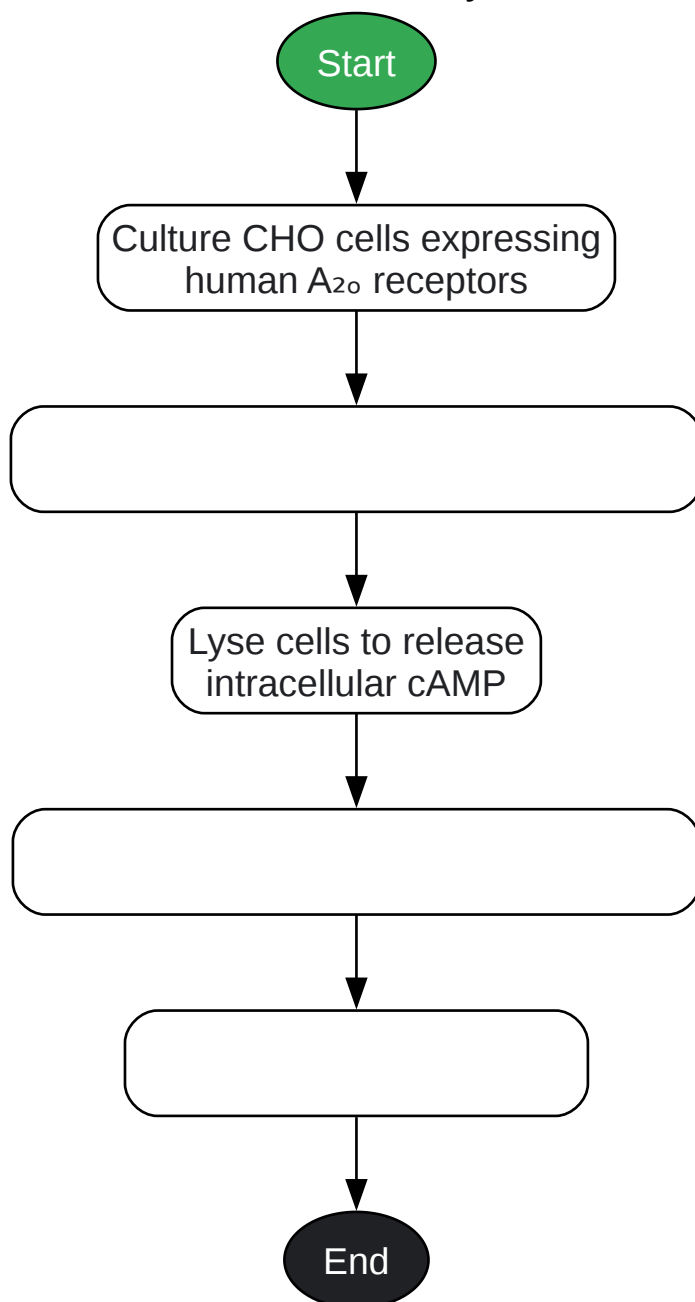 Start
Culture CHO cells expressing
human A₂ₒ receptors
Lyse cells to release
intracellular cAMP
End